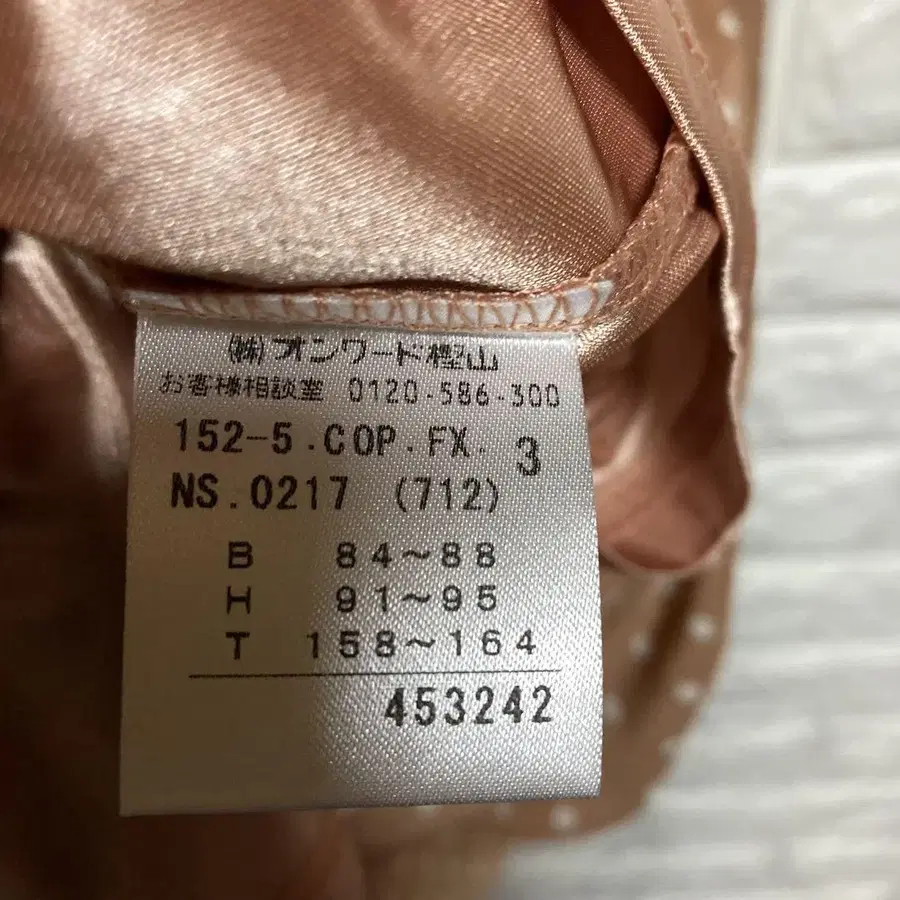 ㈱オンワード樫山
お客様相談室 0120-586-300
152-5.COP.FX. 3
NS.0217 (712)
B 84~88
H 91~95
T 158~164
453242